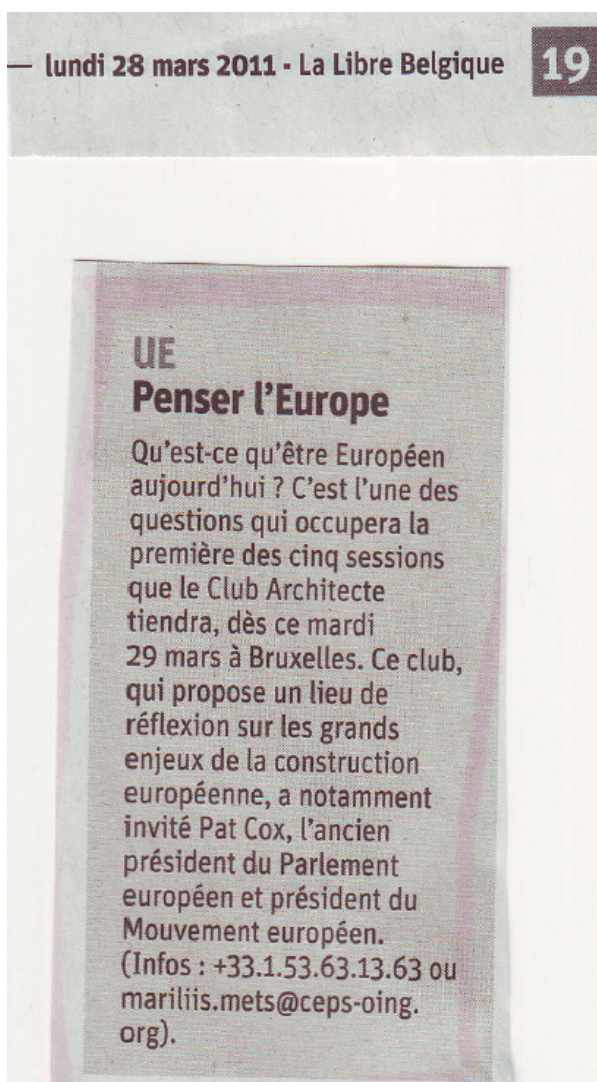 — lundi 28 mars 2011 - La Libre Belgique 19
UE
Penser l'Europe
Qu'est-ce qu'être Européen
aujourd'hui ? C'est l'une des
questions qui occupera la
première des cinq sessions
que le Club Architecte
tiendra, dès ce mardi
29 mars à Bruxelles. Ce club,
qui propose un lieu de
réflexion sur les grands
enjeux de la construction
européenne, a notamment
invité Pat Cox, l'ancien
président du Parlement
européen et président du
Mouvement européen.
(Infos : +33.1.53.63.13.63 ou
mariliis.mets@ceps-oing.
org).